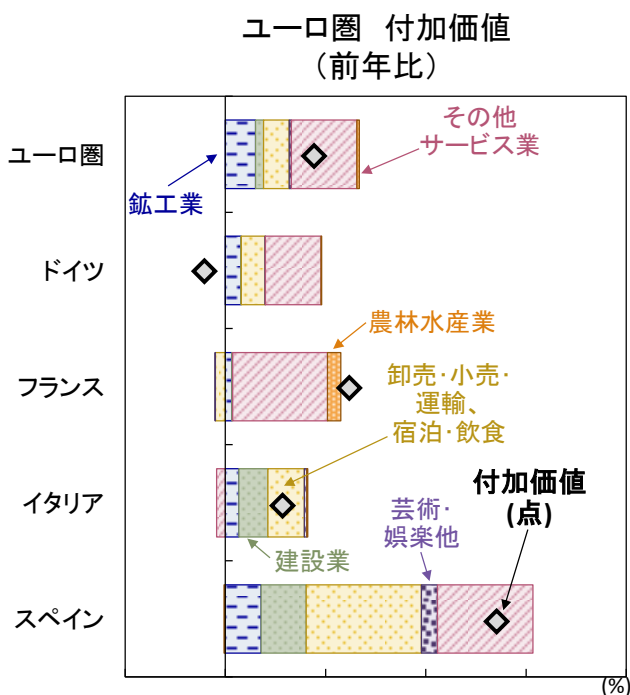 ユーロ圏　付加価値
（前年比）
ユーロ圏
その他
サービス業
鉱工業
ドイツ
農林水産業
フランス
卸売・小売・
運輸、
宿泊・飲食
イタリア
付加価値
(点)
芸術・
娯楽他
建設業
スペイン
(%)